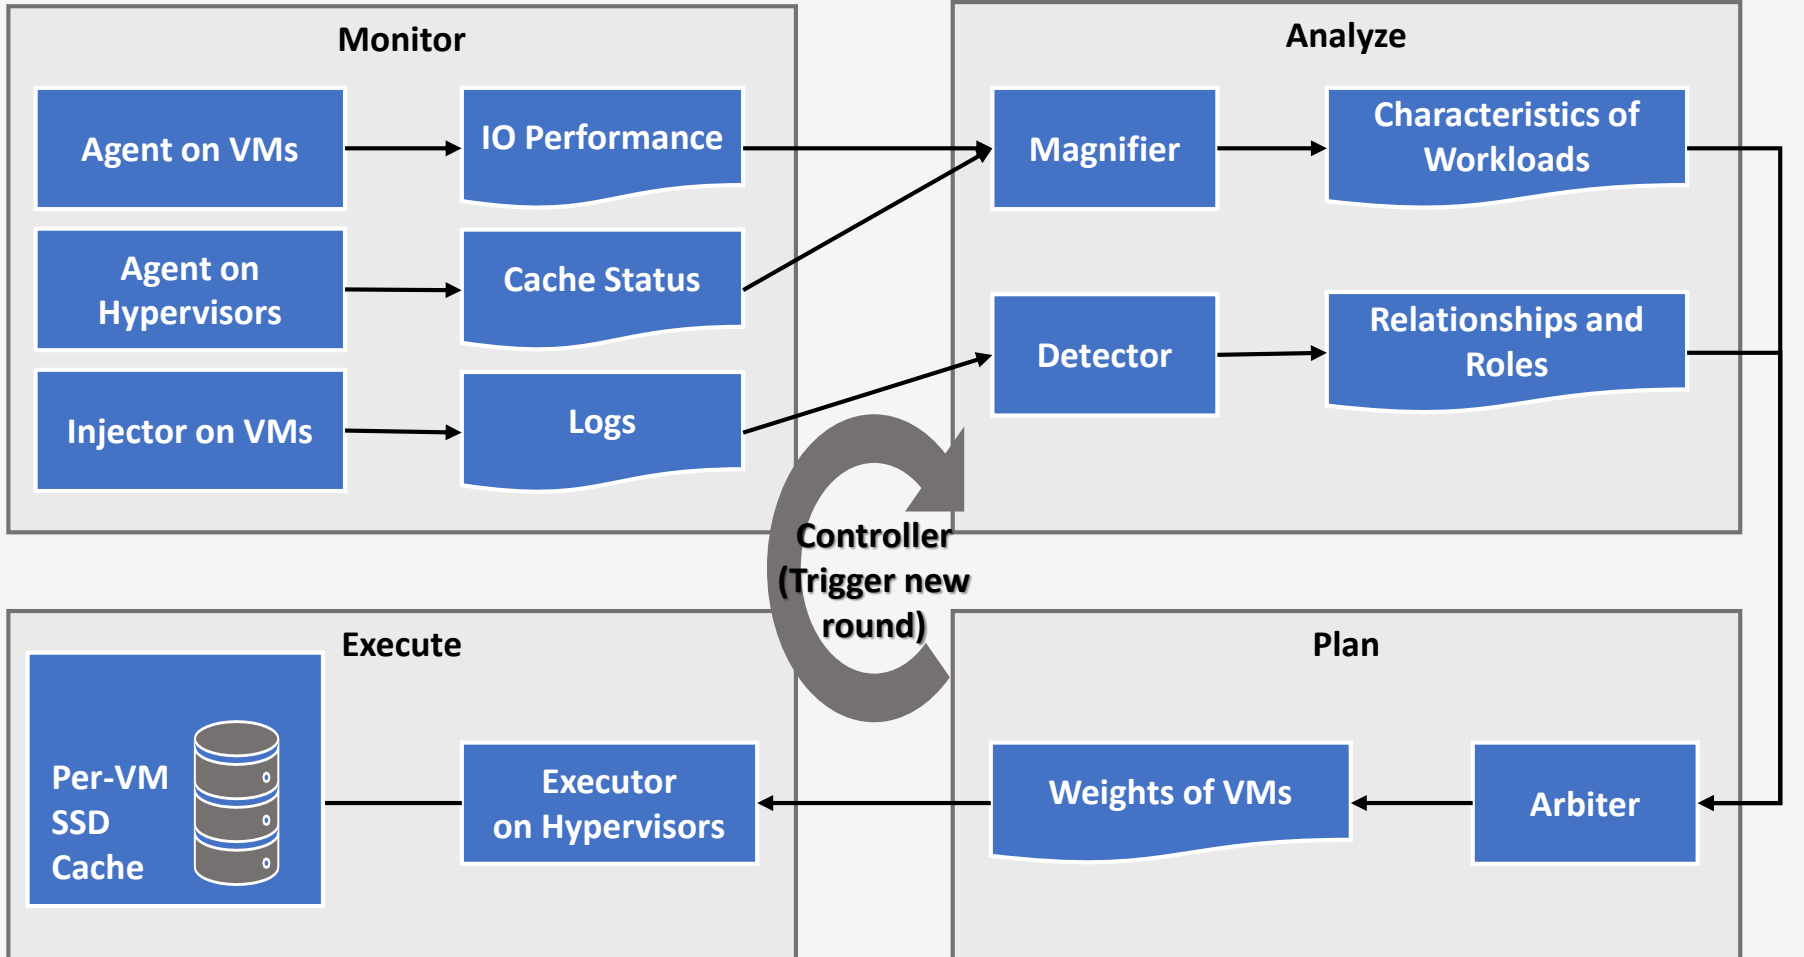 Monitor
Agent on VMs
IO Performance
Agent on
Hypervisors
Cache Status
Injector on VMs
Logs
Analyze
Magnifier
Characteristics of
Workloads
Detector
Relationships and
Roles
Controller
(Trigger new
round)
Execute
Per-VM
SSD
Cache
Executor
on Hypervisors
Plan
Weights of VMs
Arbiter